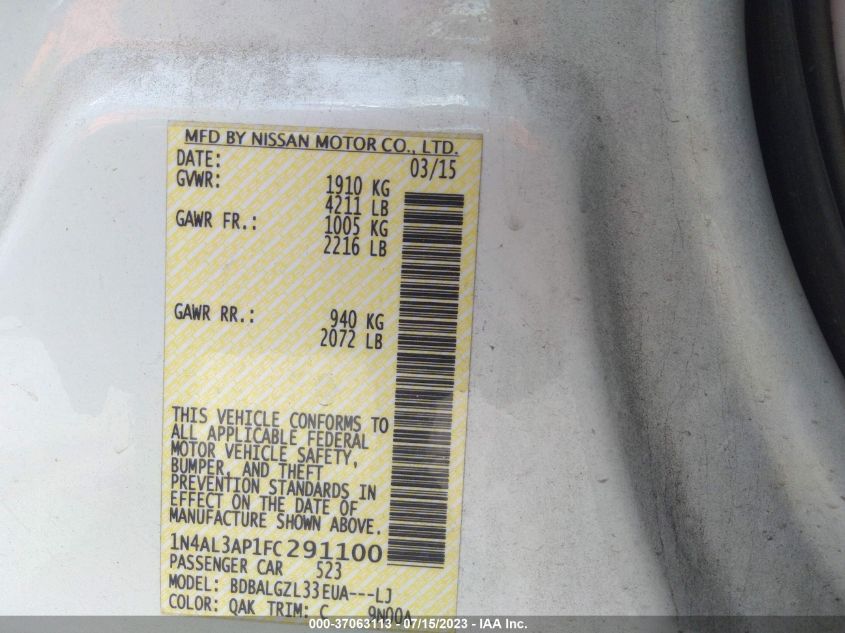 MFD BY NISSAN MOTOR CO., LTD.
DATE: 03/15
GVWR: 1910 KG
4211 LB
GAWR FR.: 1005 KG
2216 LB
GAWR RR.: 940 KG
2072 LB
THIS VEHICLE CONFORMS TO
ALL APPLICABLE FEDERAL
MOTOR VEHICLE SAFETY,
BUMPER, AND THEFT
PREVENTION STANDARDS IN
EFFECT ON THE DATE OF
MANUFACTURE SHOWN ABOVE.
1N4AL3AP1FC291100
PASSENGER CAR 523
MODEL: BDBALGZL33EUA---LJ
COLOR: QAK TRIM: C 9N00A
000-37063113 - 07/15/2023 - IAA Inc.